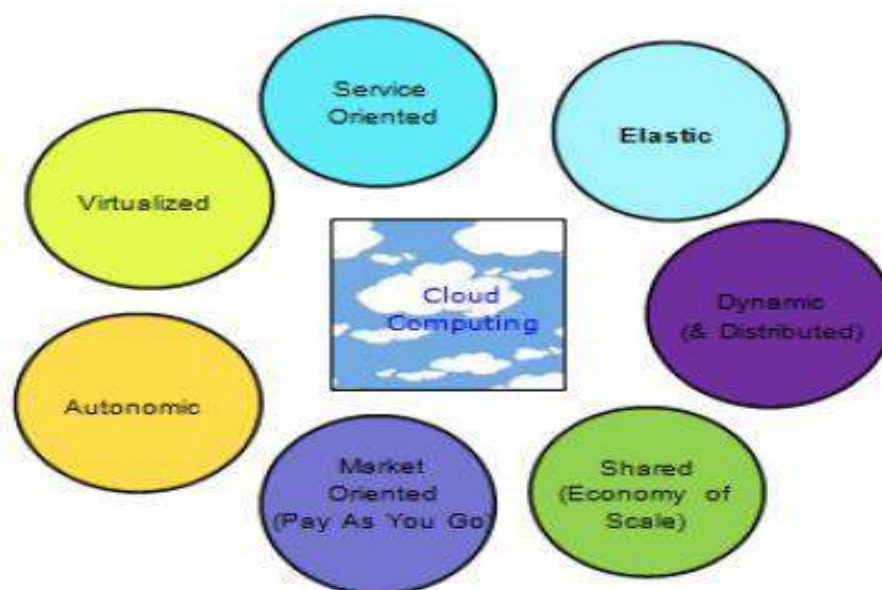 Service
Oriented
Elastic
Virtualized
Cloud
Computing
Dynamic
(& Distributed)
Autonomic
Market
Oriented
(Pay As You Go)
Shared
(Economy of
Scale)